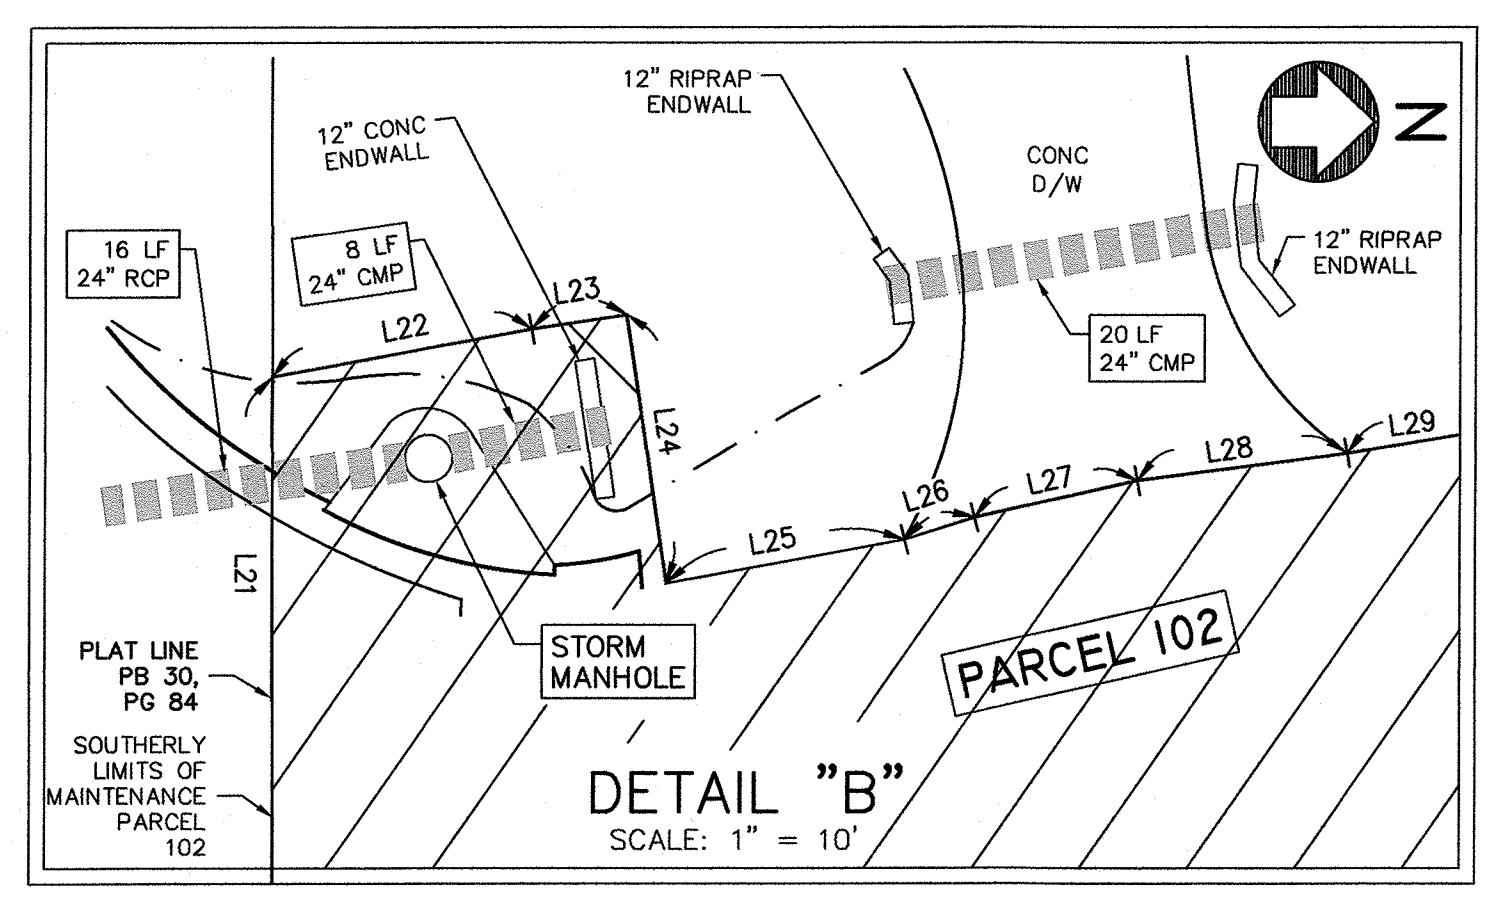 12" RIPRAP
ENDWALL
12" CONC
ENDWALL
CONC
D/W
N
16 LF
24" RCP
8 LF
24" CMP
12" RIPRAP
ENDWALL
L22
L23
20 LF
24" CMP
L24
L25
L26
L27
L28
L29
L21
STORM
MANHOLE
PARCEL 102
PLAT LINE
PB 30,
PG 84
SOUTHERLY
LIMITS OF
MAINTENANCE
PARCEL
102
DETAIL "B"
SCALE: 1" = 10'